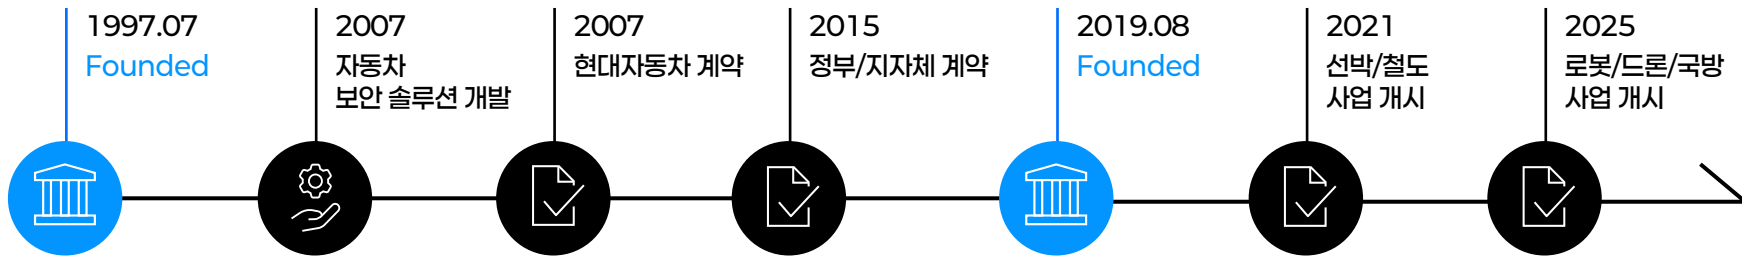 1997.07
Founded
2007
자동차
보안 솔루션 개발
2007
현대자동차 계약
2015
정부/지자체 계약
2019.08
Founded
2021
선박/철도
사업 개시
2025
로봇/드론/국방
사업 개시